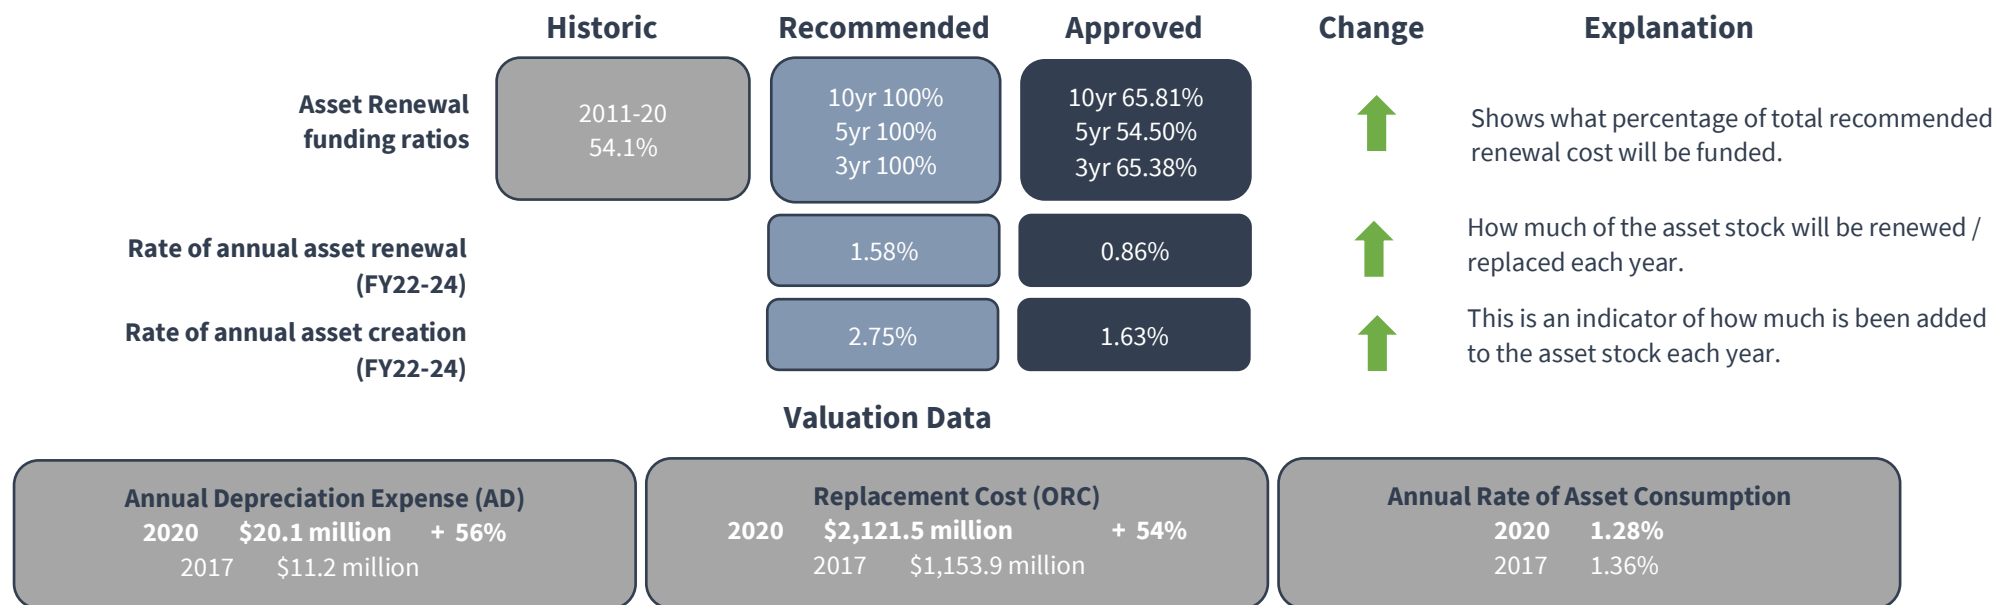 Historic Recommended Approved Change Explanation
Asset Renewal
funding ratios
2011-20
54.1%
10yr 100%
5yr 100%
3yr 100%
10yr 65.81%
5yr 54.50%
3yr 65.38%
Shows what percentage of total recommended
renewal cost will be funded.
Rate of annual asset renewal
(FY22-24)
1.58%
0.86%
How much of the asset stock will be renewed /
replaced each year.
Rate of annual asset creation
(FY22-24)
2.75%
1.63%
This is an indicator of how much is been added
to the asset stock each year.
Valuation Data
Annual Depreciation Expense (AD)
2020 $20.1 million + 56%
2017 $11.2 million
Replacement Cost (ORC)
2020 $2,121.5 million + 54%
2017 $1,153.9 million
Annual Rate of Asset Consumption
2020 1.28%
2017 1.36%